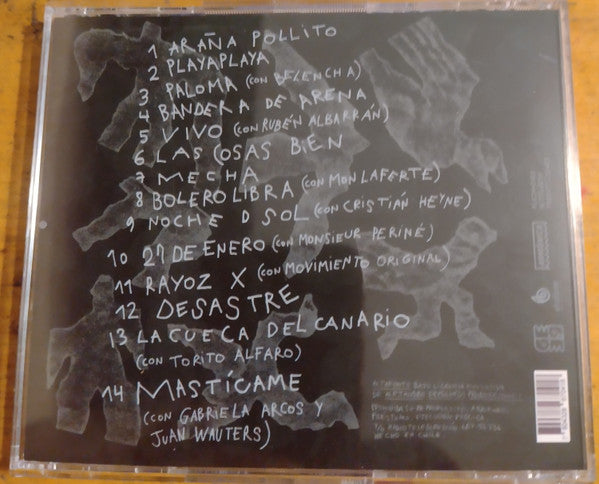 1 ARAÑA POLLITO
2 PLAYAPLAYA
3 PALOMA (CON BELENCHA)
4 BANDERA DE ARENA
5 VIVO (CON RUBÉN ALBARRÁN)
6 LAS COSAS BIEN
7 MECHA
8 BOLERO LIBRA (CON MON LAFERTE)
9 NOCHE D SOL (CON CRISTIÁN HEYNE)
10 27 DE ENERO (CON MONSIEUR PERINÉ)
11 RAYOZ X (CON MOVIMIENTO ORIGINAL)
12 DESASTRE
13 LA CUECA DEL CANARIO
(CON TORITO ALFARO)
14 MASTÍCAME
(CON GABRIELA ARCOS Y
JUAN WAUTERS)
HECHO EN CHILE